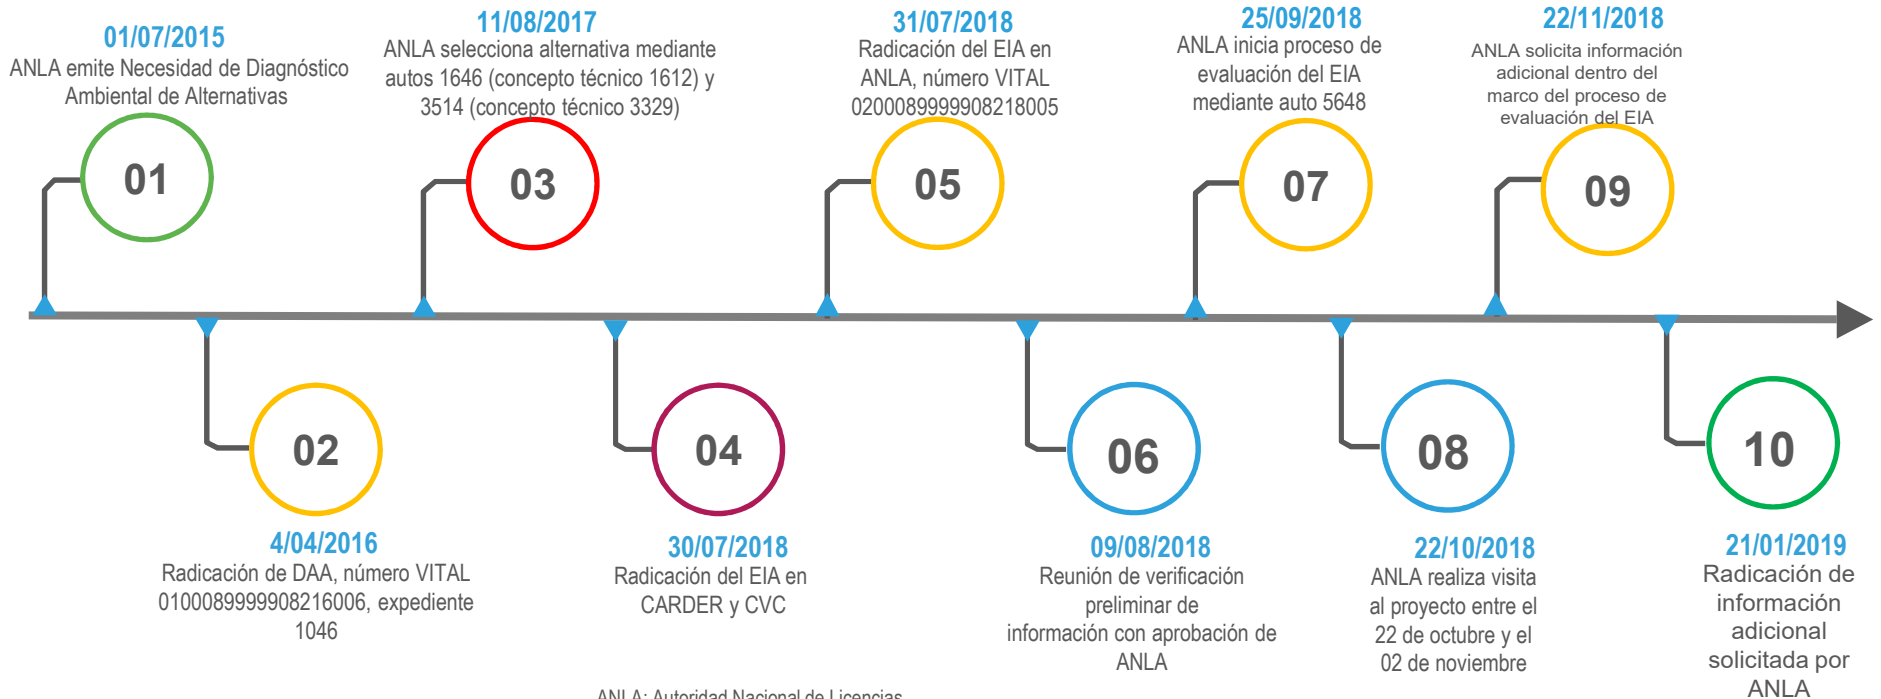 01/07/2015
ANLA emite Necesidad de Diagnóstico
Ambiental de Alternativas
01
11/08/2017
ANLA selecciona alternativa mediante
autos 1646 (concepto técnico 1612) y
3514 (concepto técnico 3329)
03
31/07/2018
Radicación del EIA en
ANLA, número VITAL
0200089999908218005
05
25/09/2018
ANLA inicia proceso de
evaluación del EIA
mediante auto 5648
07
22/11/2018
ANLA solicita información
adicional dentro del
marco del proceso de
evaluación del EIA
09
02
4/04/2016
Radicación de DAA, número VITAL
0100089999908216006, expediente
1046
04
30/07/2018
Radicación del EIA en
CARDER y CVC
06
09/08/2018
Reunión de verificación
preliminar de
información con aprobación de
ANLA
08
22/10/2018
ANLA realiza visita
al proyecto entre el
22 de octubre y el
02 de noviembre
10
21/01/2019
Radicación de
información
adicional
solicitada por
ANLA
ANLA: Autoridad Nacional de Licencias